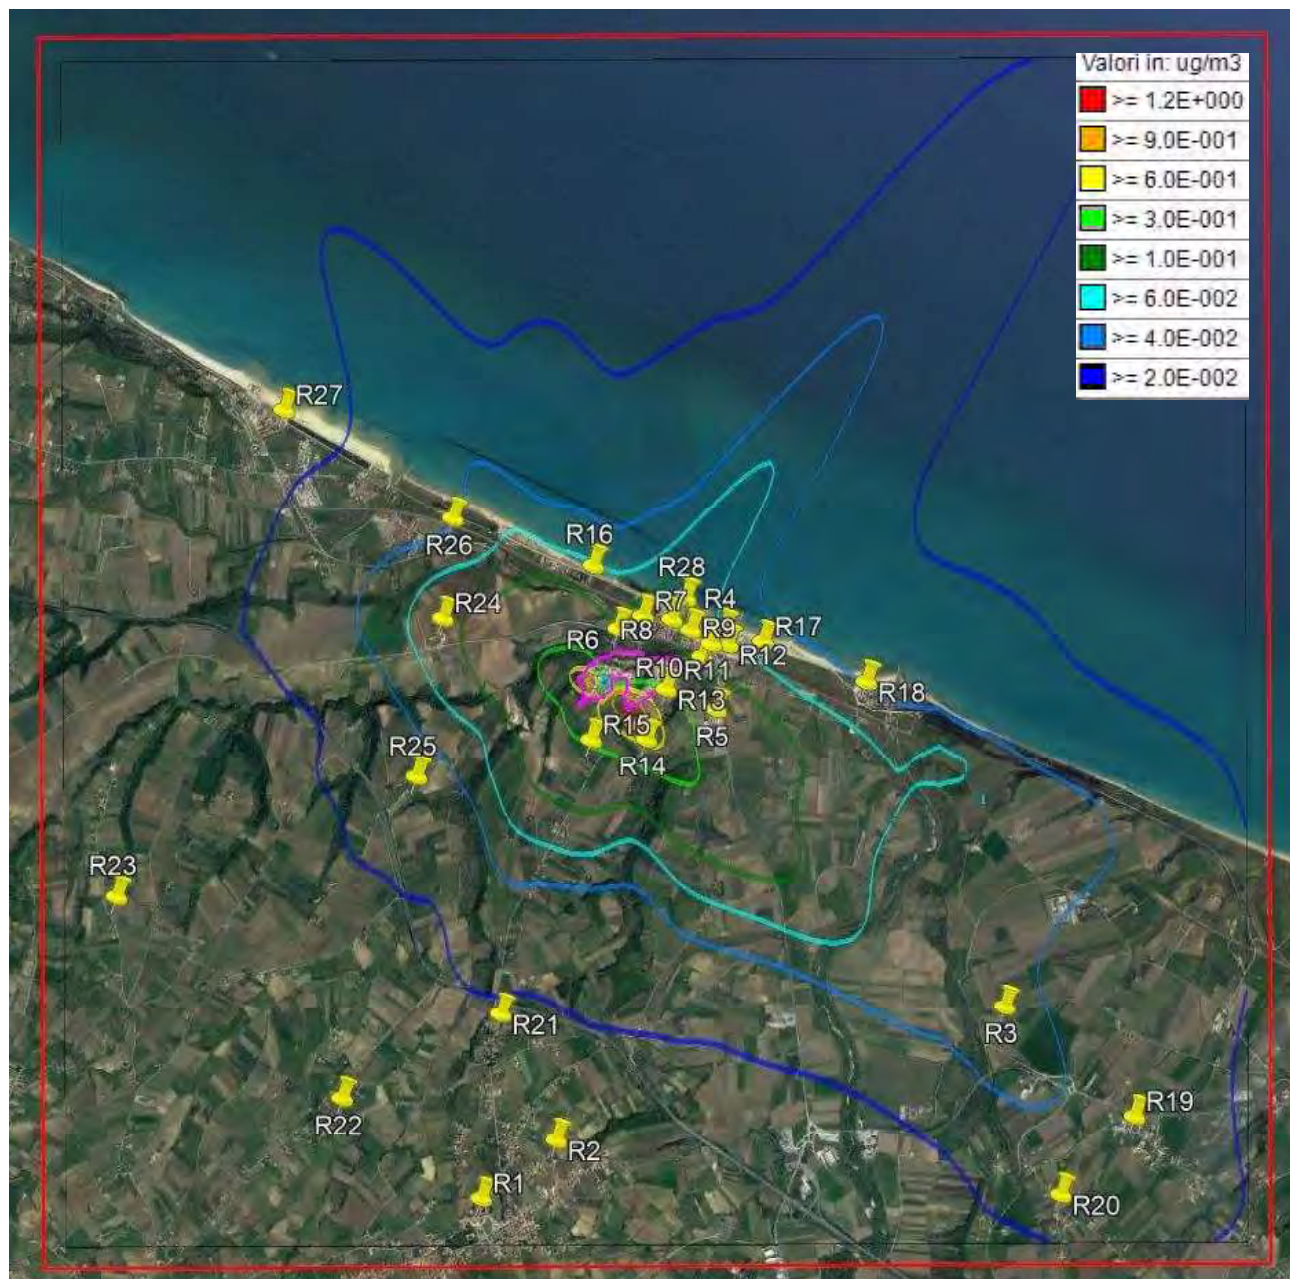 Valori in: ug/m3
>= 1.2E+000
>= 9.0E-001
>= 6.0E-001
>= 3.0E-001
>= 1.0E-001
>= 6.0E-002
>= 4.0E-002
>= 2.0E-002
R27
R26
R16
R28
R24
R7
R4
R8
R9
R17
R6
R12
R10
R11
R18
R13
R15
R5
R25
R14
R23
R21
R3
R22
R2
R19
R1
R20